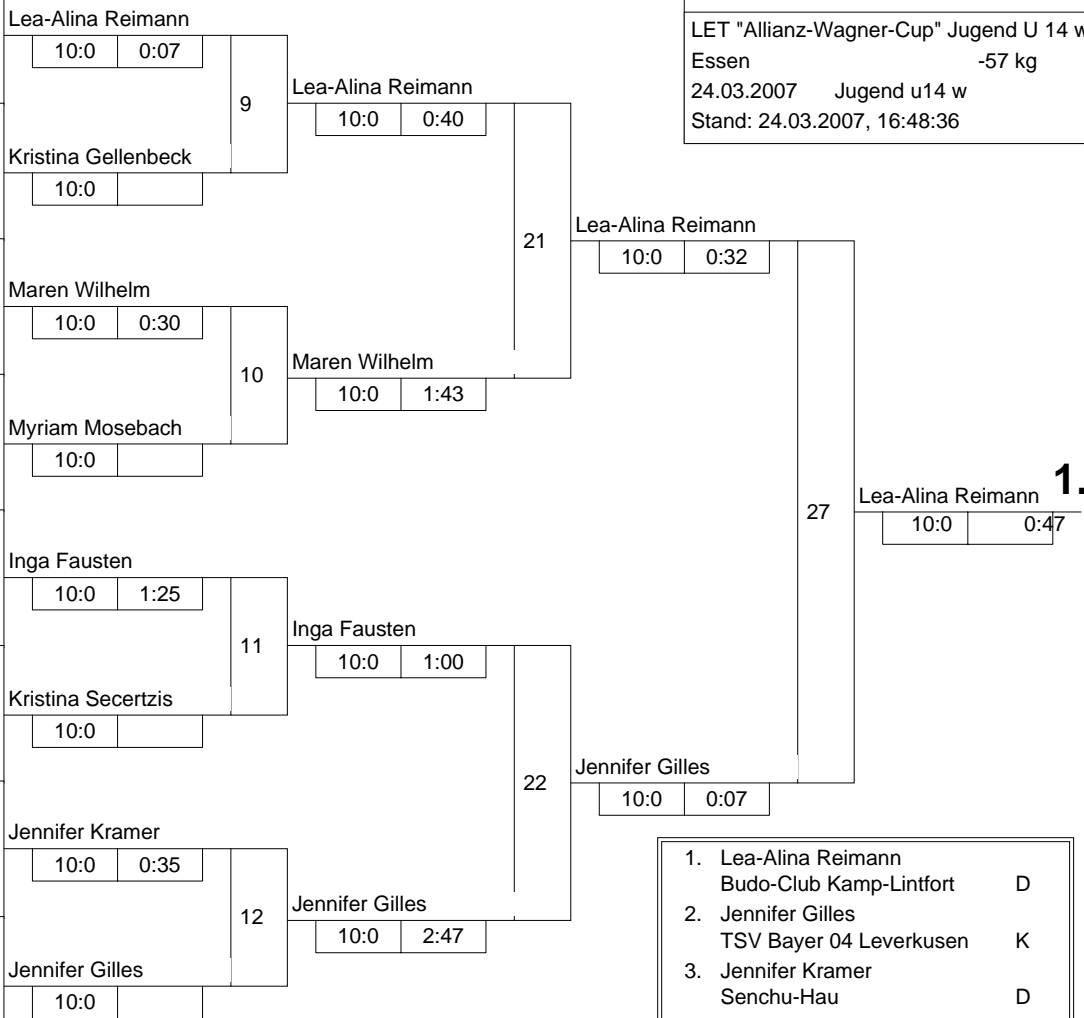 Lea-Alina Reimann
10:0 0:07
9
Kristina Gellenbeck
10:0
Maren Wilhelm
10:0 0:30
10
Myriam Mosebach
10:0
Inga Fausten
10:0 1:25
11
Kristina Secertzis
10:0
Jennifer Kramer
10:0 0:35
12
Jennifer Gilles
10:0
Lea-Alina Reimann
10:0 0:40
21
Maren Wilhelm
10:0 1:43
Inga Fausten
10:0 1:00
22
Jennifer Gilles
10:0 2:47
Lea-Alina Reimann
10:0 0:32
27
Jennifer Gilles
10:0 0:07
Lea-Alina Reimann 1.
10:0 0:47
LET "Allianz-Wagner-Cup" Jugend U 14 w
Essen -57 kg
24.03.2007 Jugend u14 w
Stand: 24.03.2007, 16:48:36
1. Lea-Alina Reimann
Budo-Club Kamp-Lintfort D
2. Jennifer Gilles
TSV Bayer 04 Leverkusen K
3. Jennifer Kramer
Senchu-Hau D